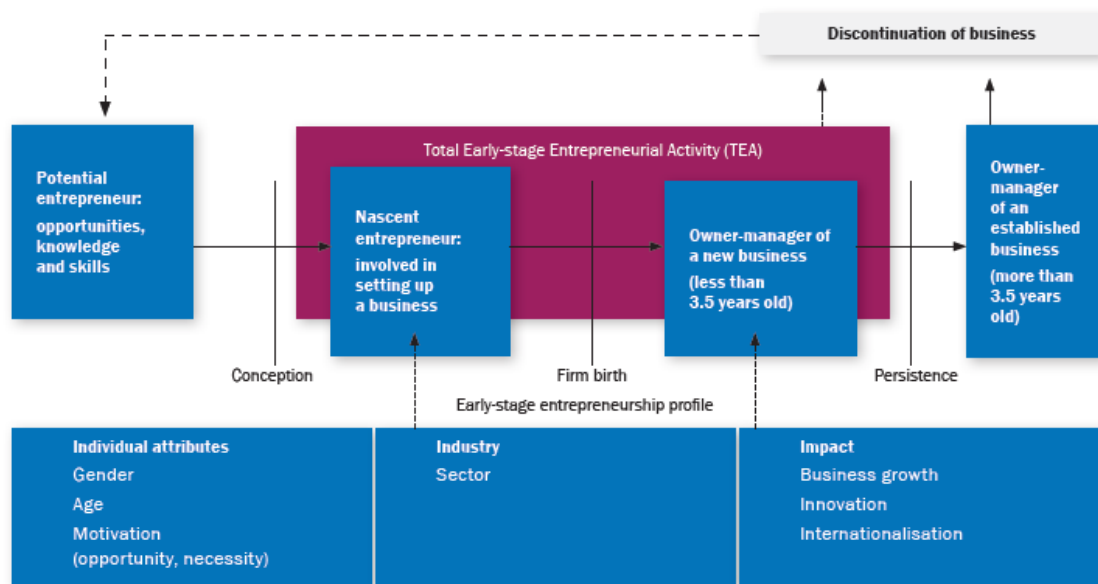 Discontinuation of business
Total Early-stage Entrepreneurial Activity (TEA)
Potential
entrepreneur:
opportunities,
knowledge
and skills
Nascent
entrepreneur:
involved in
setting up
a business
Owner-manager of
a new business
(less than
3.5 years old)
Owner-
manager
of an
established
business
(more than
3.5 years
old)
Conception
Firm birth
Persistence
Early-stage entrepreneurship profile
Individual attributes
Gender
Age
Motivation
(opportunity, necessity)
Industry
Sector
Impact
Business growth
Innovation
Internationalisation